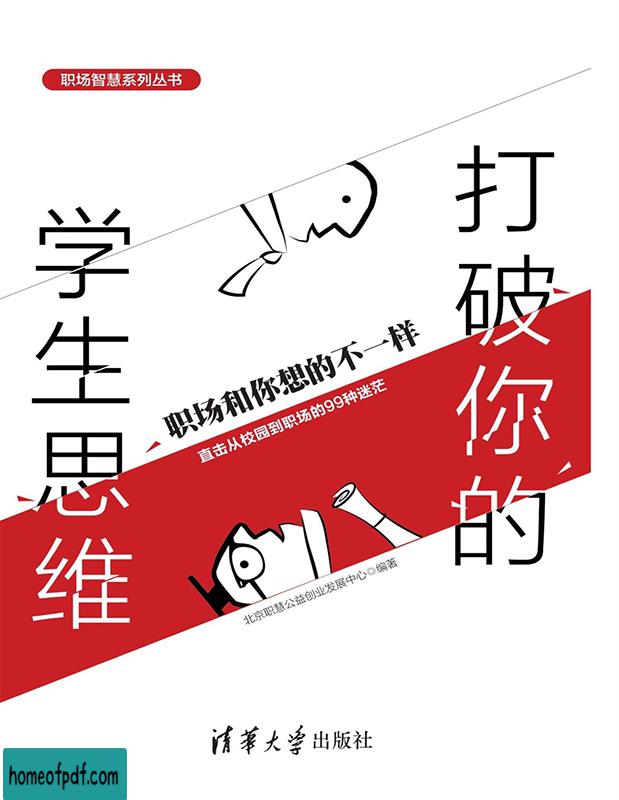 职场智慧系列丛书
打破你的
学生思维
职场和你想的不一样
直击从校园到职场的99种迷茫
北京职慧公益创业发展中心◎编著
清华大学出版社
homeofpdf.com